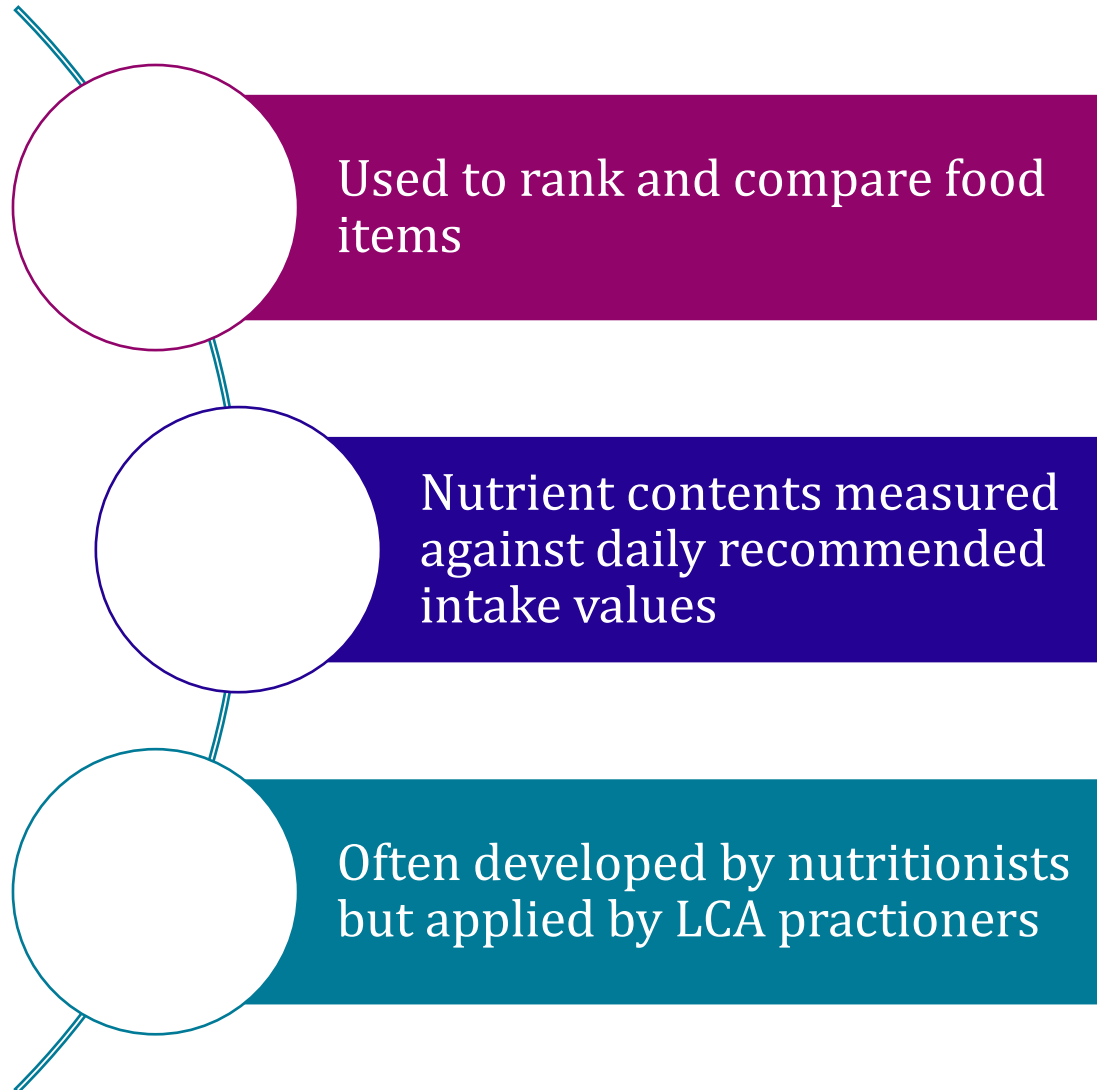 Used to rank and compare food
items
Nutrient contents measured
against daily recommended
intake values
Often developed by nutritionists
but applied by LCA practioners